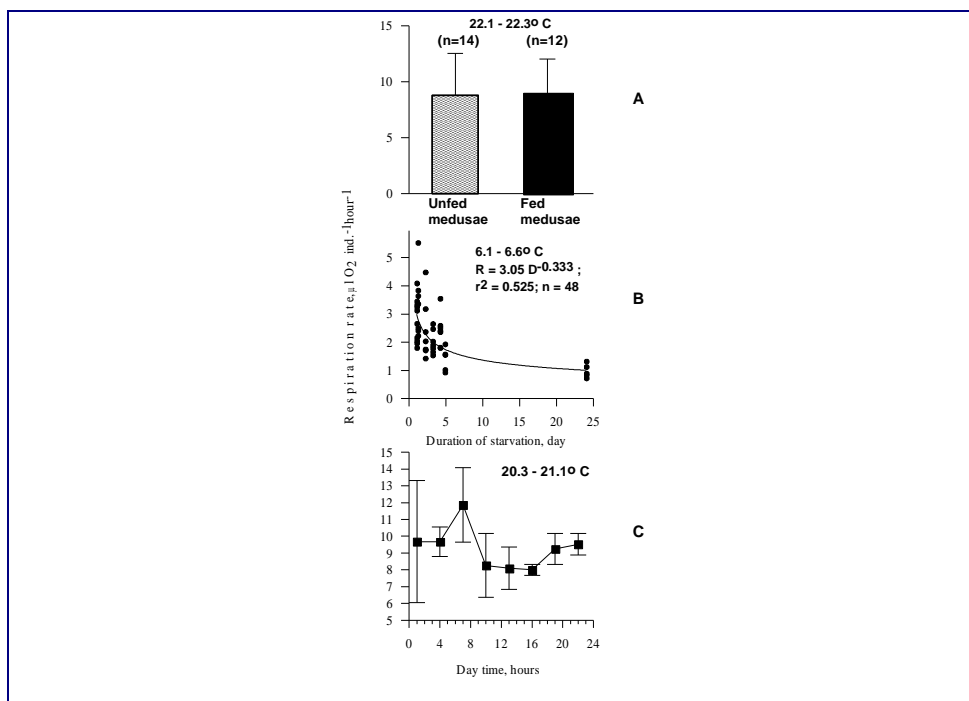 22.1 - 22.3º C
(n=14) (n=12)
15
10
5
0
A
Unfed Fed
medusae medusae
Respiration rate, µl O2 ind.-1hour-1
6.1 - 6.6º C
R = 3.05 D-0.333 ;
r2 = 0.525; n = 48
B
5
4
3
2
1
0
0 5 10 15 20 25
Duration of starvation, day
20.3 - 21.1º C
C
15
14
13
12
11
10
9
8
7
6
5
0 4 8 12 16 20 24
Day time, hours